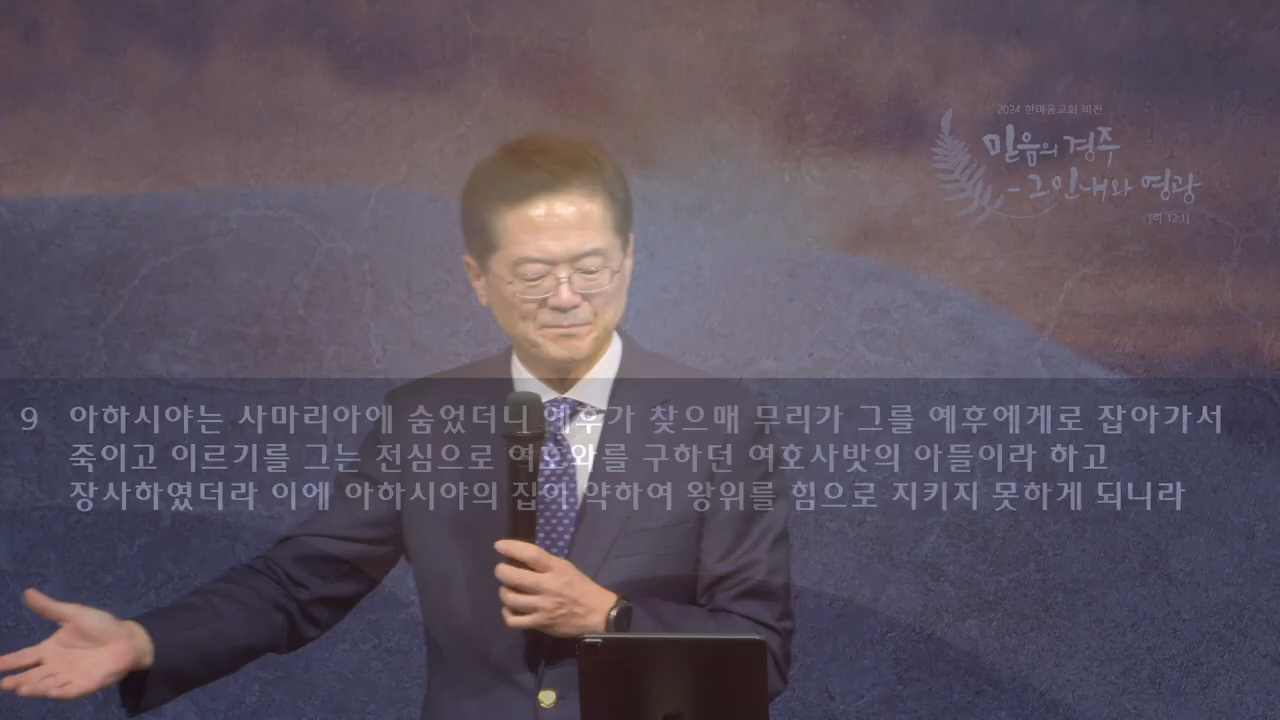 2024 한마음교회 비전
믿음의 경주
- 그 인내와 영광
[히 12:1]
9 아하시야는 사마리아에 숨었더니 예후가 찾으매 무리가 그를 예후에게로 잡아가서
죽이고 이르기를 그는 전심으로 여호와를 구하던 여호사밧의 아들이라 하고
장사하였더라 이에 아하시야의 집이 약하여 왕위를 힘으로 지키지 못하게 되니라